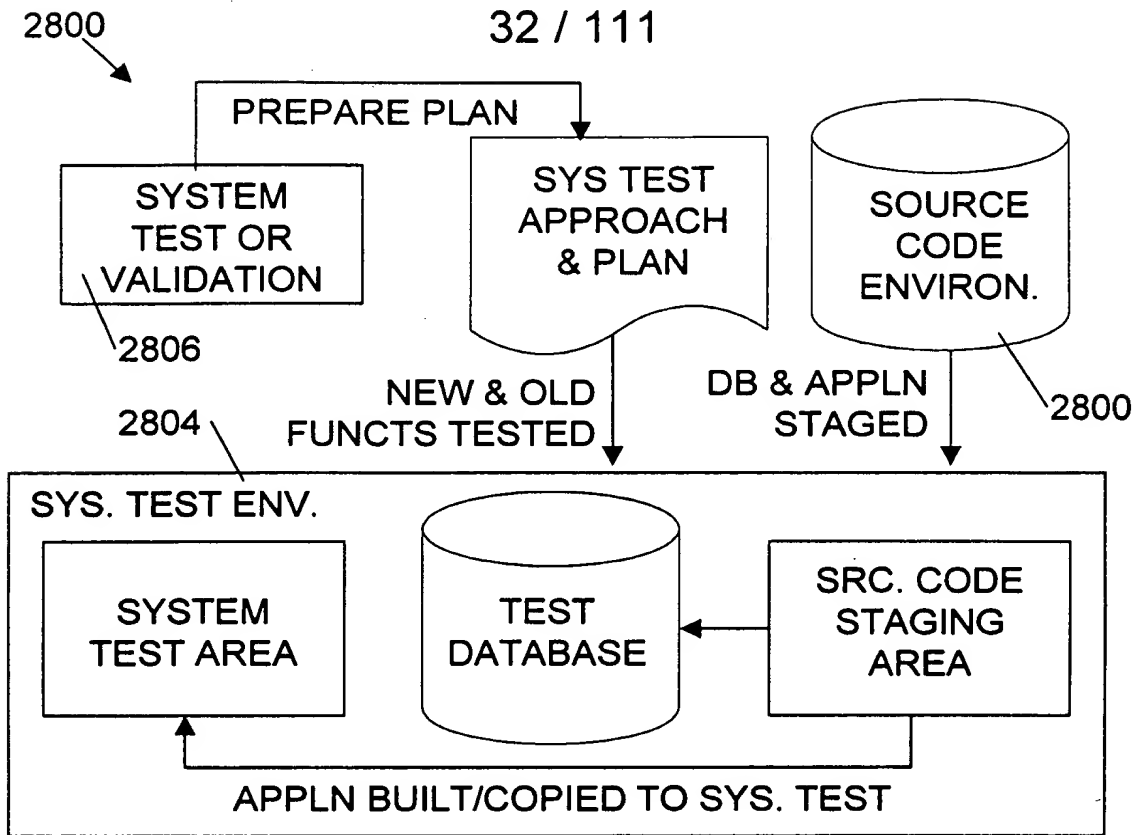 2800
32 / 111
PREPARE PLAN
SYSTEM
TEST OR
VALIDATION
2806
SYS TEST
APPROACH
& PLAN
SOURCE
CODE
ENVIRON.
2800
NEW & OLD
FUNCTS TESTED
DB & APPLN
STAGED
2804
SYS. TEST ENV.
SYSTEM
TEST AREA
TEST
DATABASE
SRC. CODE
STAGING
AREA
APPLN BUILT/COPIED TO SYS. TEST